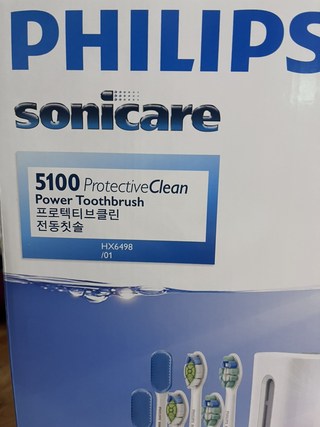 PHILIPS
sonicare
5100 ProtectiveClean
Power Toothbrush
프로텍티브클린
전동칫솔
HX6498
/01